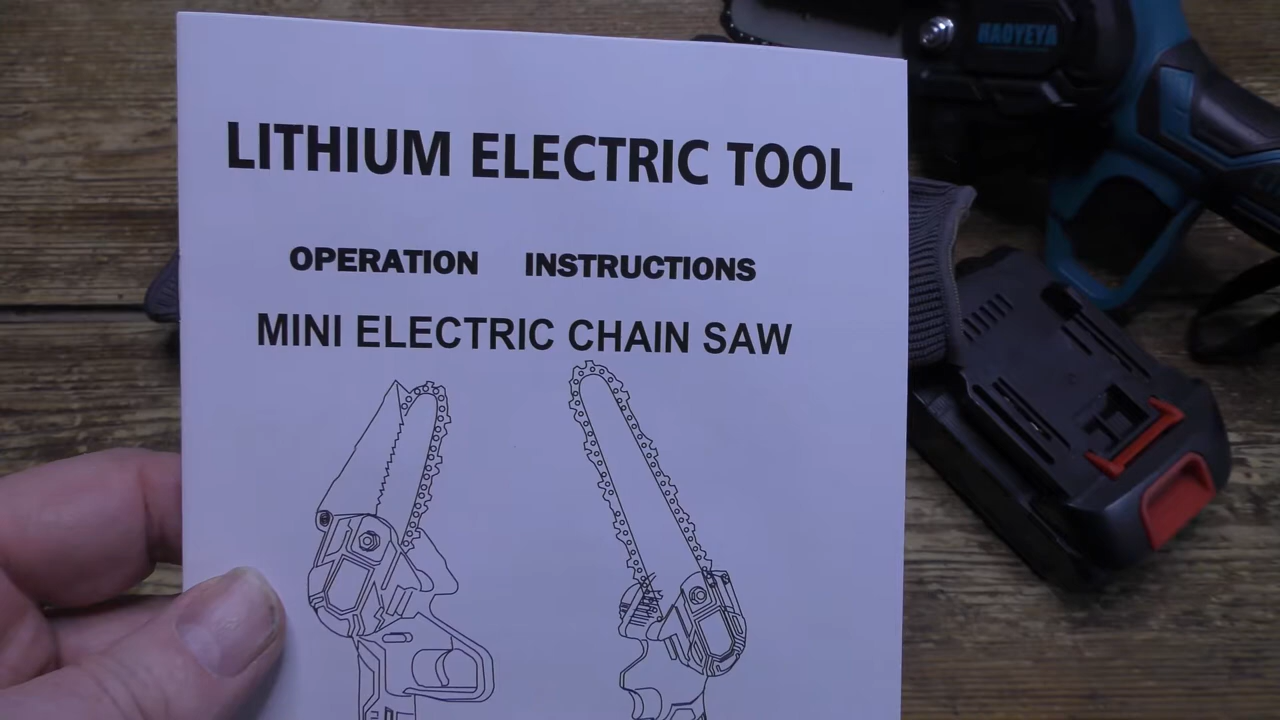 HAOYEYA
LITHIUM ELECTRIC TOOL
OPERATION INSTRUCTIONS
MINI ELECTRIC CHAIN SAW